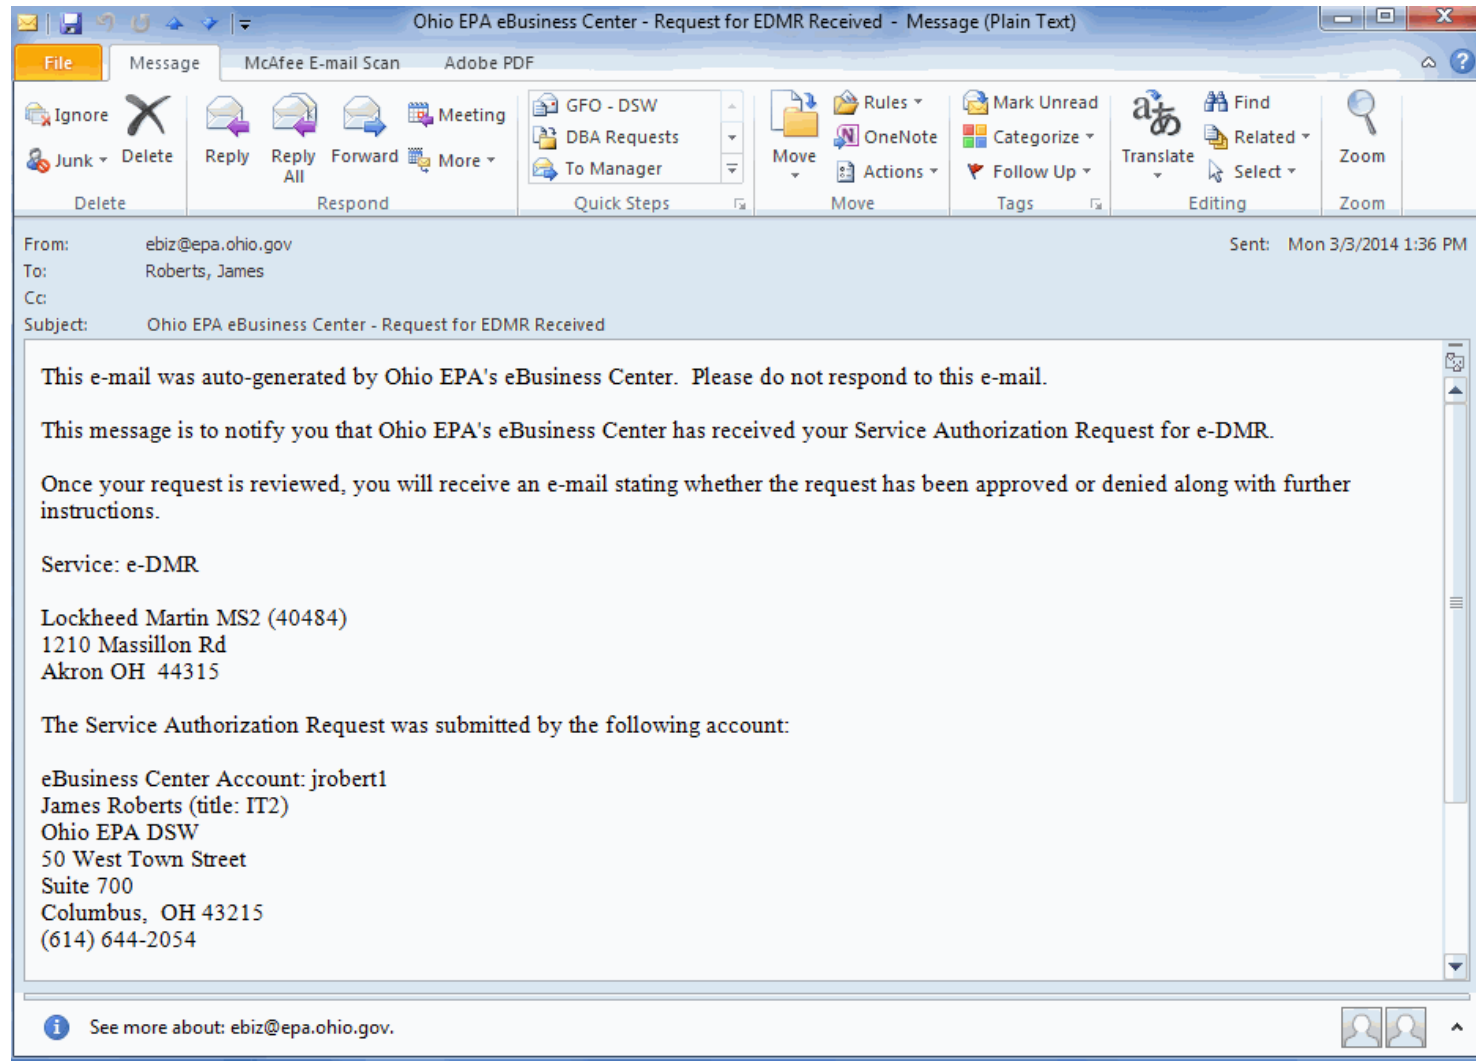 Ohio EPA eBusiness Center - Request for EDMR Received - Message (Plain Text)
File Message McAfee E-mail Scan Adobe PDF
Ignore
Junk
Delete
Delete
Reply
Reply All
Forward
Meeting
More
Respond
GFO - DSW
DBA Requests
To Manager
Quick Steps
Move
Rules
OneNote
Actions
Move
Mark Unread
Categorize
Follow Up
Tags
Translate
Find
Related
Select
Editing
Zoom
Zoom
From: ebiz@epa.ohio.gov Sent: Mon 3/3/2014 1:36 PM
To: Roberts, James
Cc:
Subject: Ohio EPA eBusiness Center - Request for EDMR Received
This e-mail was auto-generated by Ohio EPA's eBusiness Center. Please do not respond to this e-mail.
This message is to notify you that Ohio EPA's eBusiness Center has received your Service Authorization Request for e-DMR.
Once your request is reviewed, you will receive an e-mail stating whether the request has been approved or denied along with further
instructions.
Service: e-DMR
Lockheed Martin MS2 (40484)
1210 Massillon Rd
Akron OH 44315
The Service Authorization Request was submitted by the following account:
eBusiness Center Account: jrobert1
James Roberts (title: IT2)
Ohio EPA DSW
50 West Town Street
Suite 700
Columbus, OH 43215
(614) 644-2054
See more about: ebiz@epa.ohio.gov.